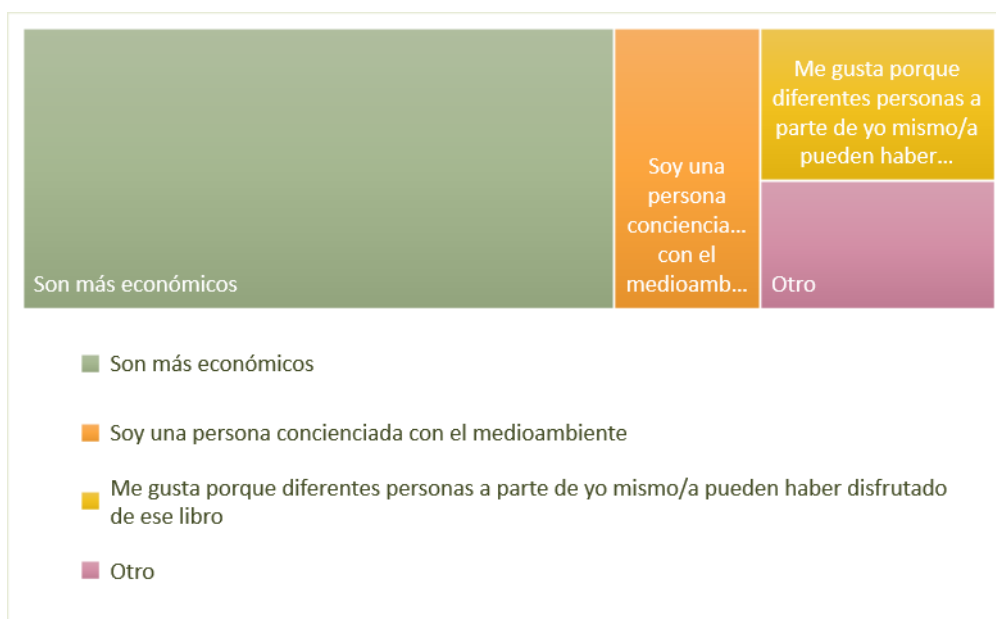 Son más económicos
Soy una
persona
conciencia...
con el
medioamb...
Me gusta porque
diferentes personas a
parte de yo mismo/a
pueden haber...
Otro
Son más económicos
Soy una persona concienciada con el medioambiente
Me gusta porque diferentes personas a parte de yo mismo/a pueden haber disfrutado
de ese libro
Otro